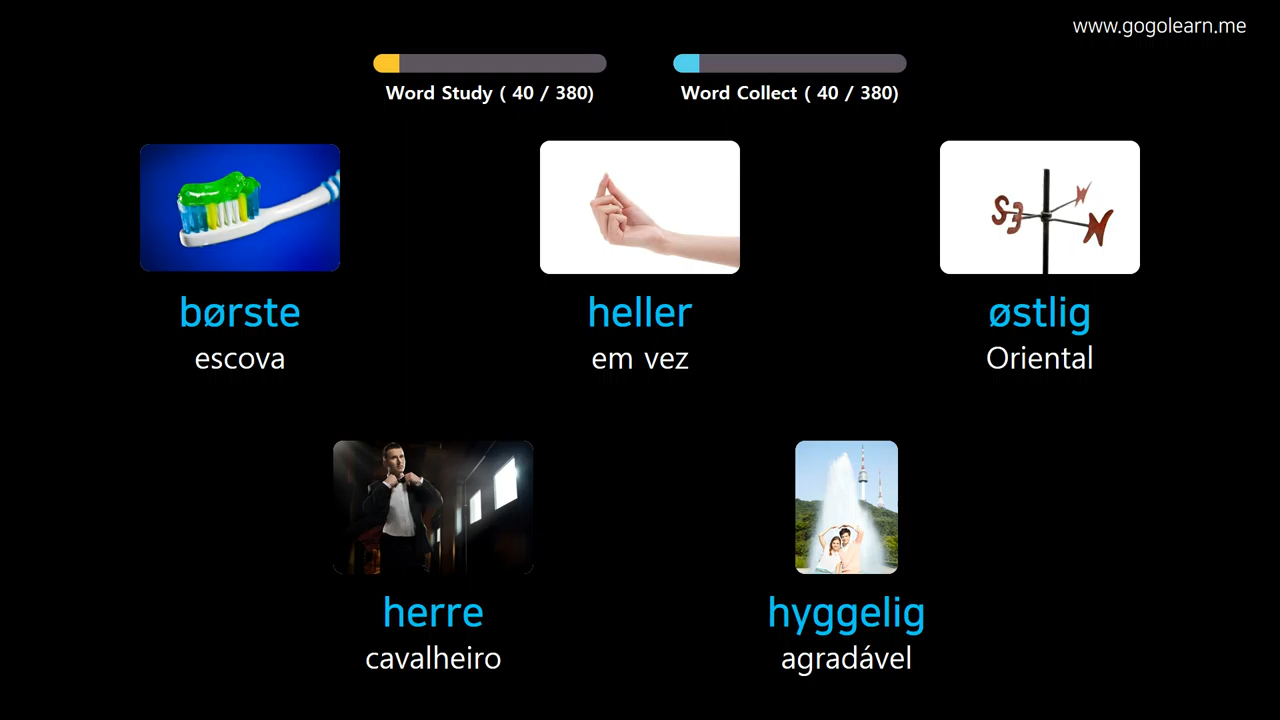 www.gogolearn.me
Word Study ( 40 / 380)
Word Collect ( 40 / 380)
børste
escova
heller
em vez
østlig
Oriental
herre
cavalheiro
hyggelig
agradável